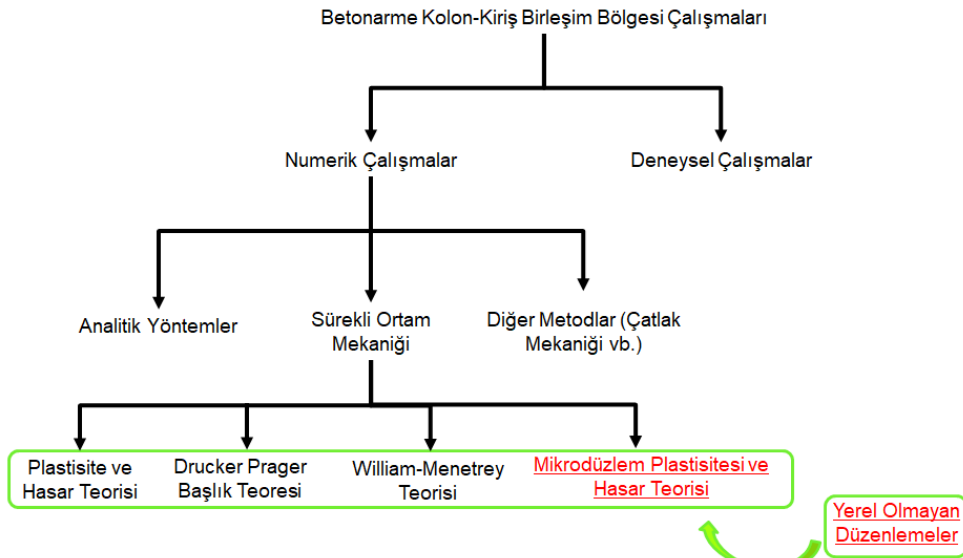 Betonarme Kolon-Kiriş Birleşim Bölgesi Çalışmaları
Numerik Çalışmalar
Deneysel Çalışmalar
Analitik Yöntemler
Sürekli Ortam
Mekaniği
Diğer Metodlar (Çatlak
Mekaniği vb.)
Plastisite ve
Hasar Teorisi
Drucker Prager
Başlık Teoresi
William-Menetrey
Teorisi
Mikrodüzlem Plastisitesi ve
Hasar Teorisi
Yerel Olmayan
Düzenlemeler